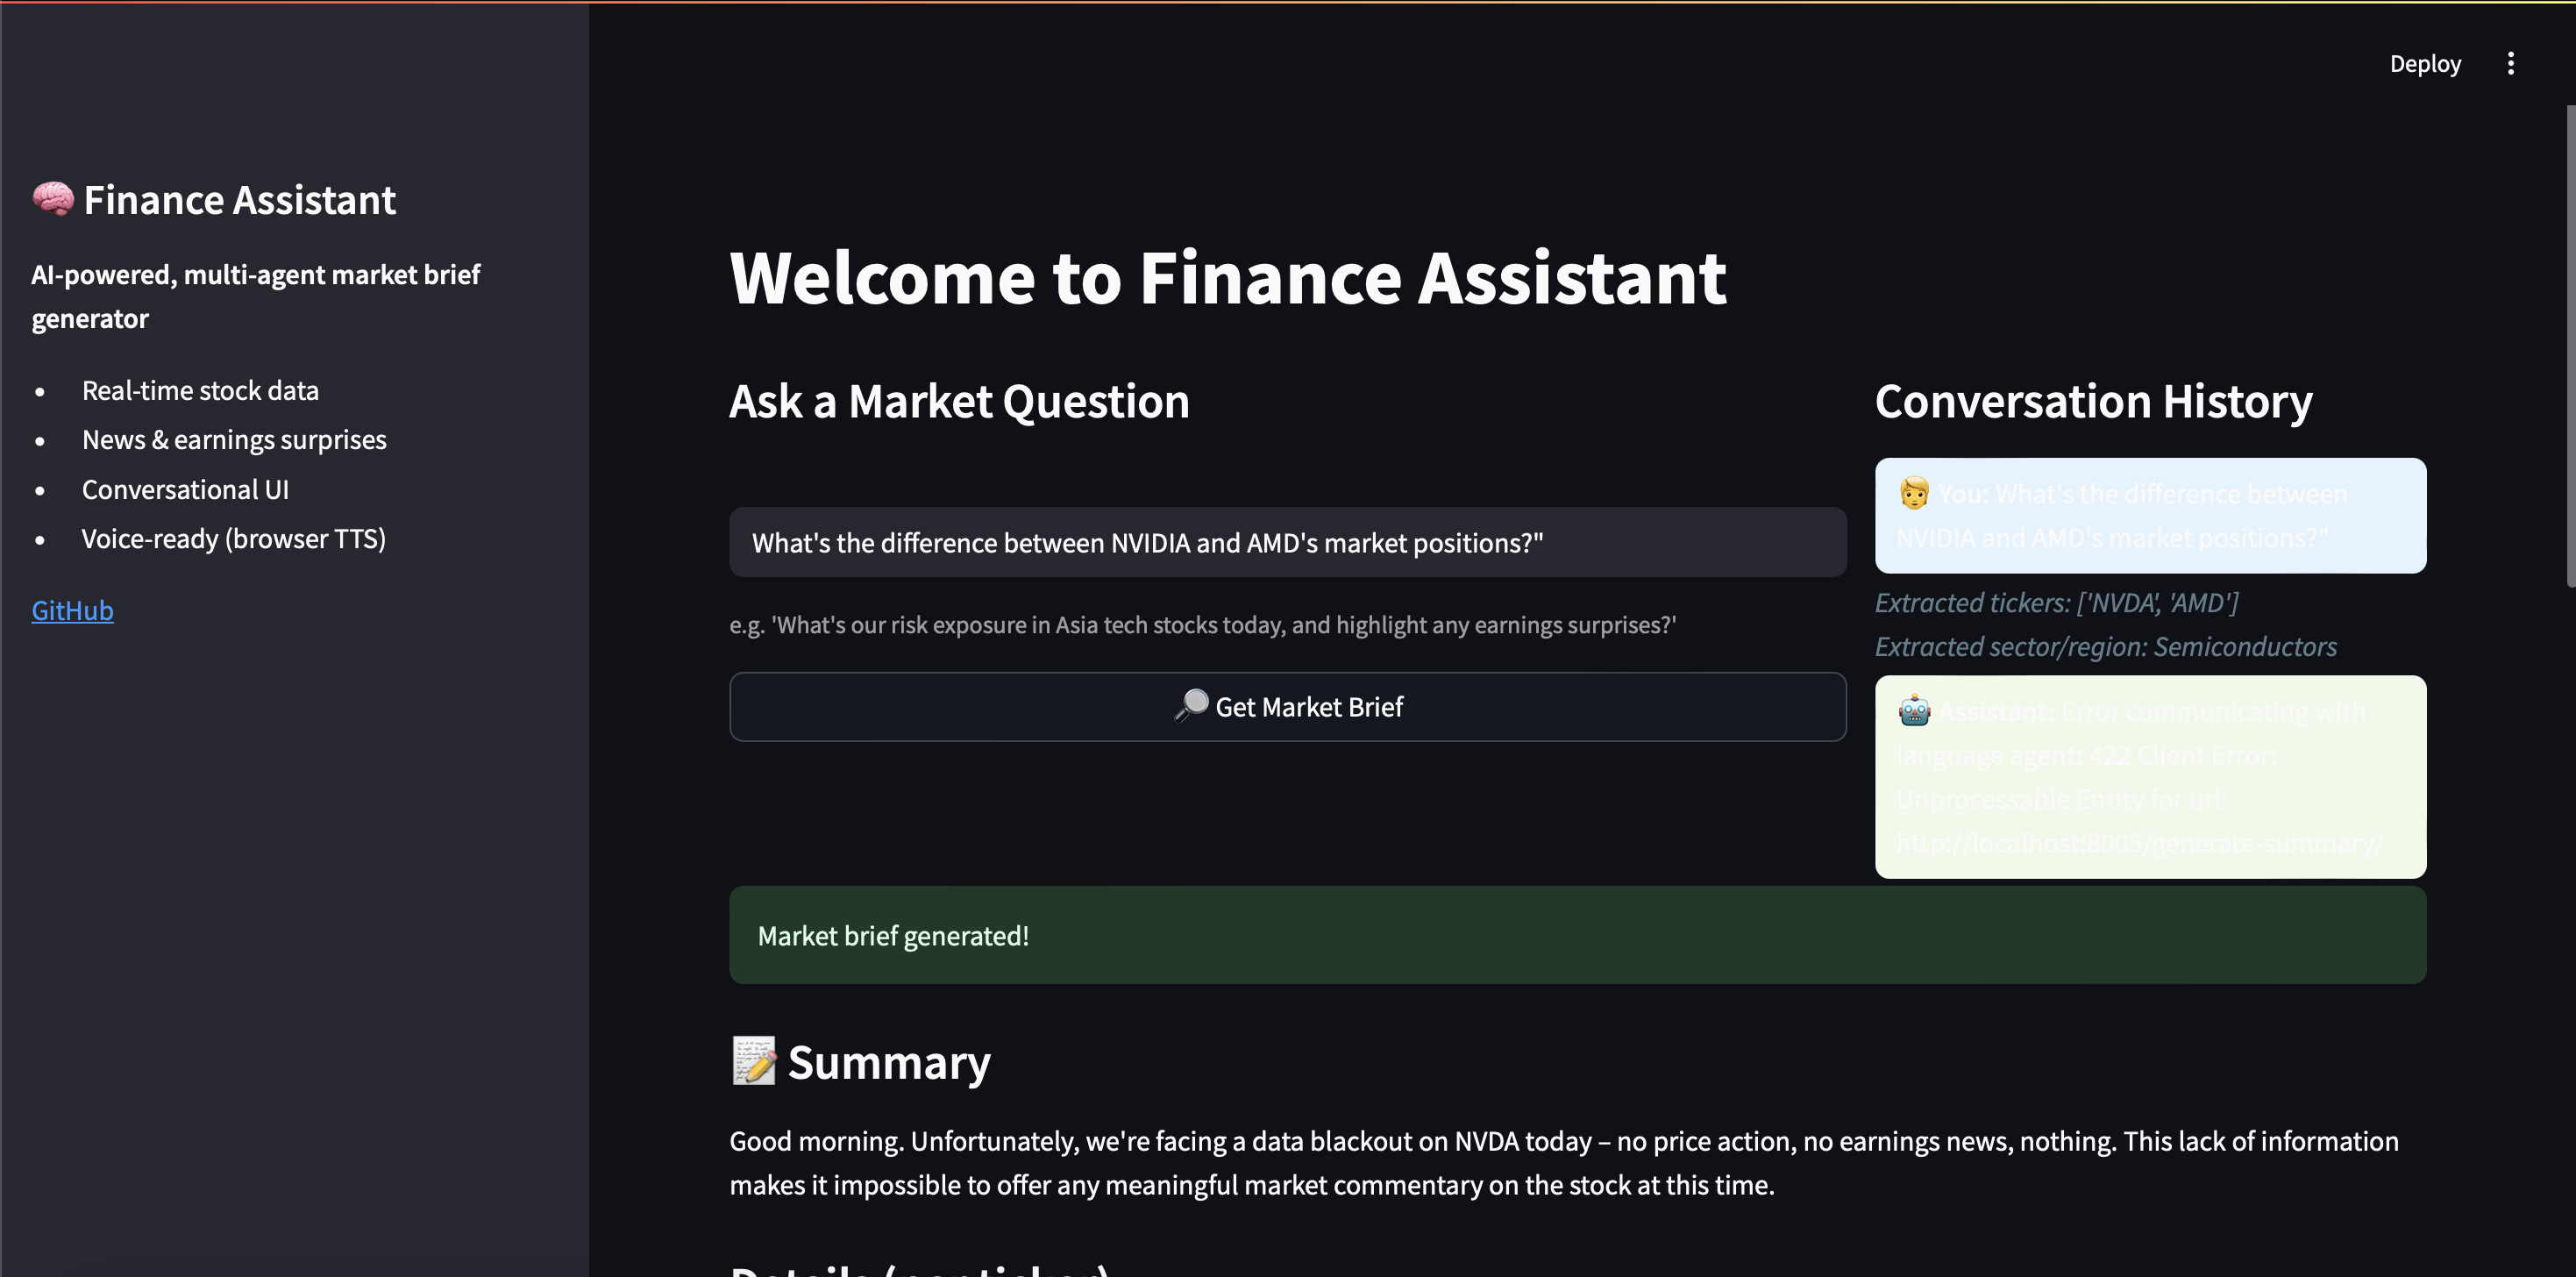 Deploy
🧠 Finance Assistant
AI-powered, multi-agent market brief
generator
• Real-time stock data
• News & earnings surprises
• Conversational UI
• Voice-ready (browser TTS)
GitHub
Welcome to Finance Assistant
Ask a Market Question
What's the difference between NVIDIA and AMD's market positions?"
e.g. 'What's our risk exposure in Asia tech stocks today, and highlight any earnings surprises?'
🔎 Get Market Brief
Conversation History
🧑 You: What's the difference between
NVIDIA and AMD's market positions?"
Extracted tickers: ['NVDA', 'AMD']
Extracted sector/region: Semiconductors
🤖 Assistant: Error communicating with
language agent: 422 Client Error:
Unprocessable Entity for url:
http://localhost:8005/generate-summary/
Market brief generated!
📝 Summary
Good morning. Unfortunately, we're facing a data blackout on NVDA today – no price action, no earnings news, nothing. This lack of information
makes it impossible to offer any meaningful market commentary on the stock at this time.
Details (per ticker)